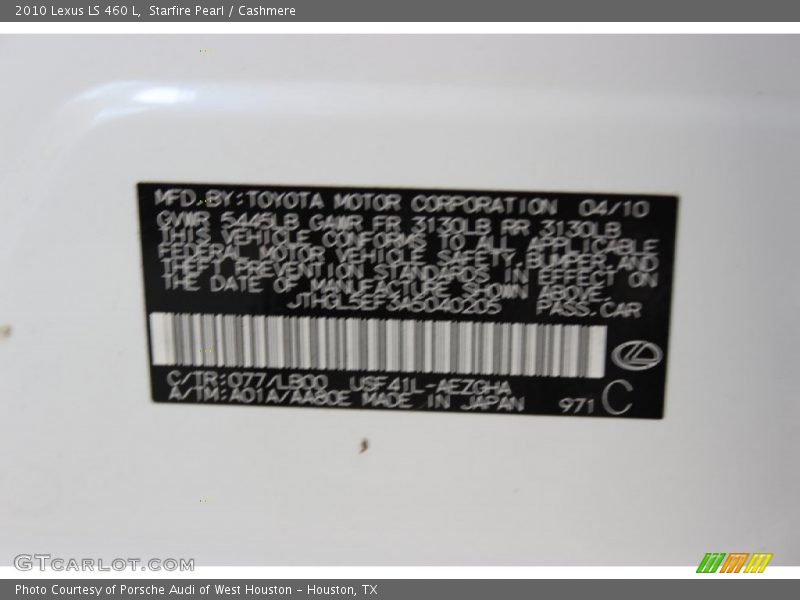 2010 Lexus LS 460 L, Starfire Pearl / Cashmere
MFD. BY: TOYOTA MOTOR CORPORATION 04/10
GVWR 5445LB GAWR FR 3130LB RR 3130LB
THIS VEHICLE CONFORMS TO ALL APPLICABLE
FEDERAL MOTOR VEHICLE SAFETY, BUMPER AND
THEFT PREVENTION STANDARDS IN EFFECT ON
THE DATE OF MANUFACTURE SHOWN ABOVE.
JTHGL5EF3A5040205 PASS.CAR
C/TR:077/LB00 USF41L-AEZGHA
A/TM:A01A/AA80E MADE IN JAPAN 971 C
GTCARLOT.COM
Photo Courtesy of Porsche Audi of West Houston – Houston, TX